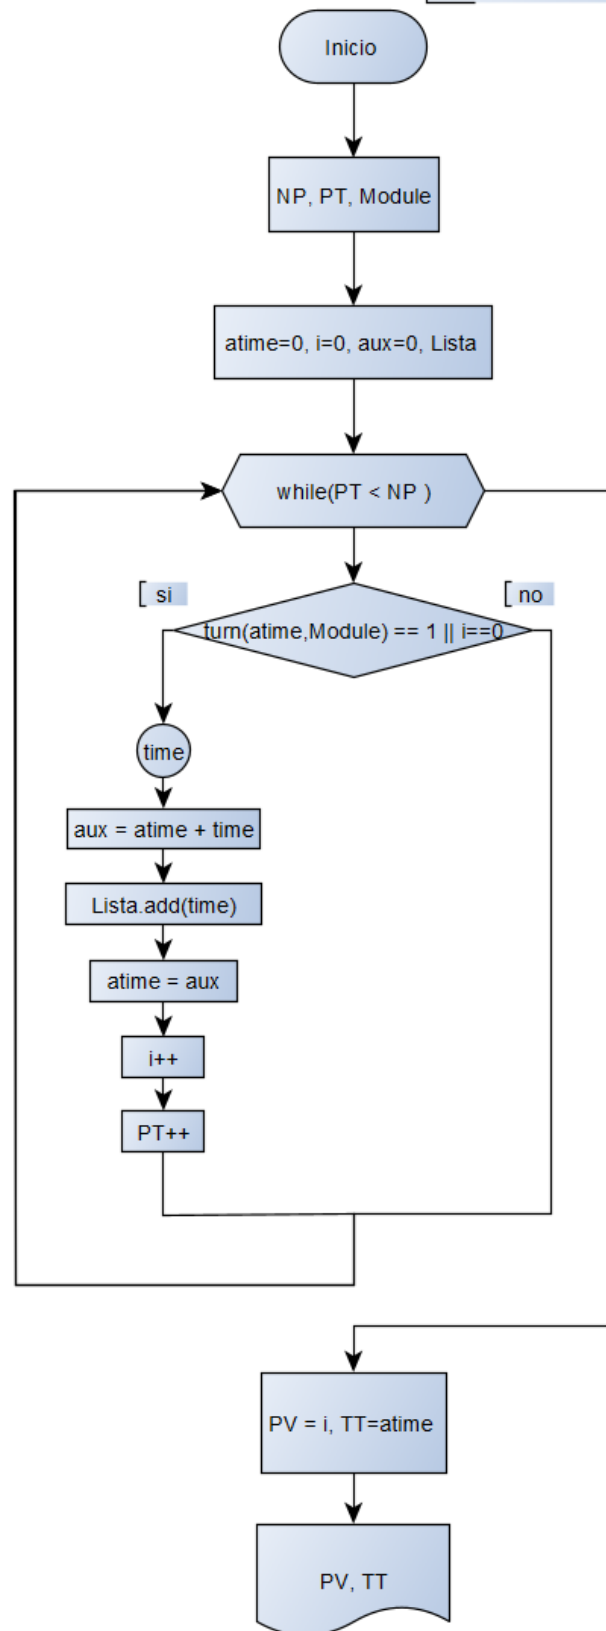 Inicio
NP, PT, Module
atime=0, i=0, aux=0, Lista
while(PT < NP )
si
no
turn(atime,Module) == 1 || i==0
time
aux = atime + time
Lista.add(time)
atime = aux
i++
PT++
PV = i, TT=atime
PV, TT